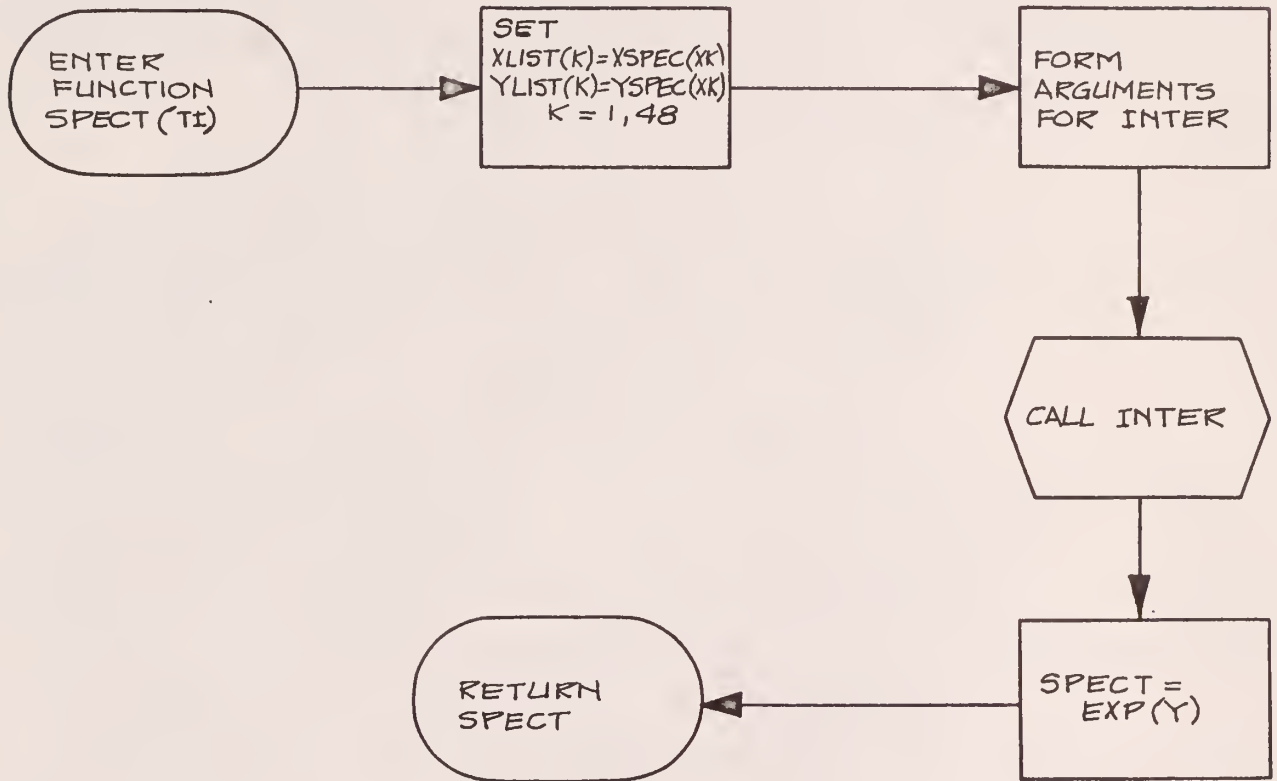 ENTER
FUNCTION
SPECT (TI)
SET
XLIST(K)=XSPEC(XK)
YLIST(K)=YSPEC(XK)
K = 1,48
FORM
ARGUMENTS
FOR INTER
CALL INTER
SPECT =
EXP(Y)
RETURN
SPECT